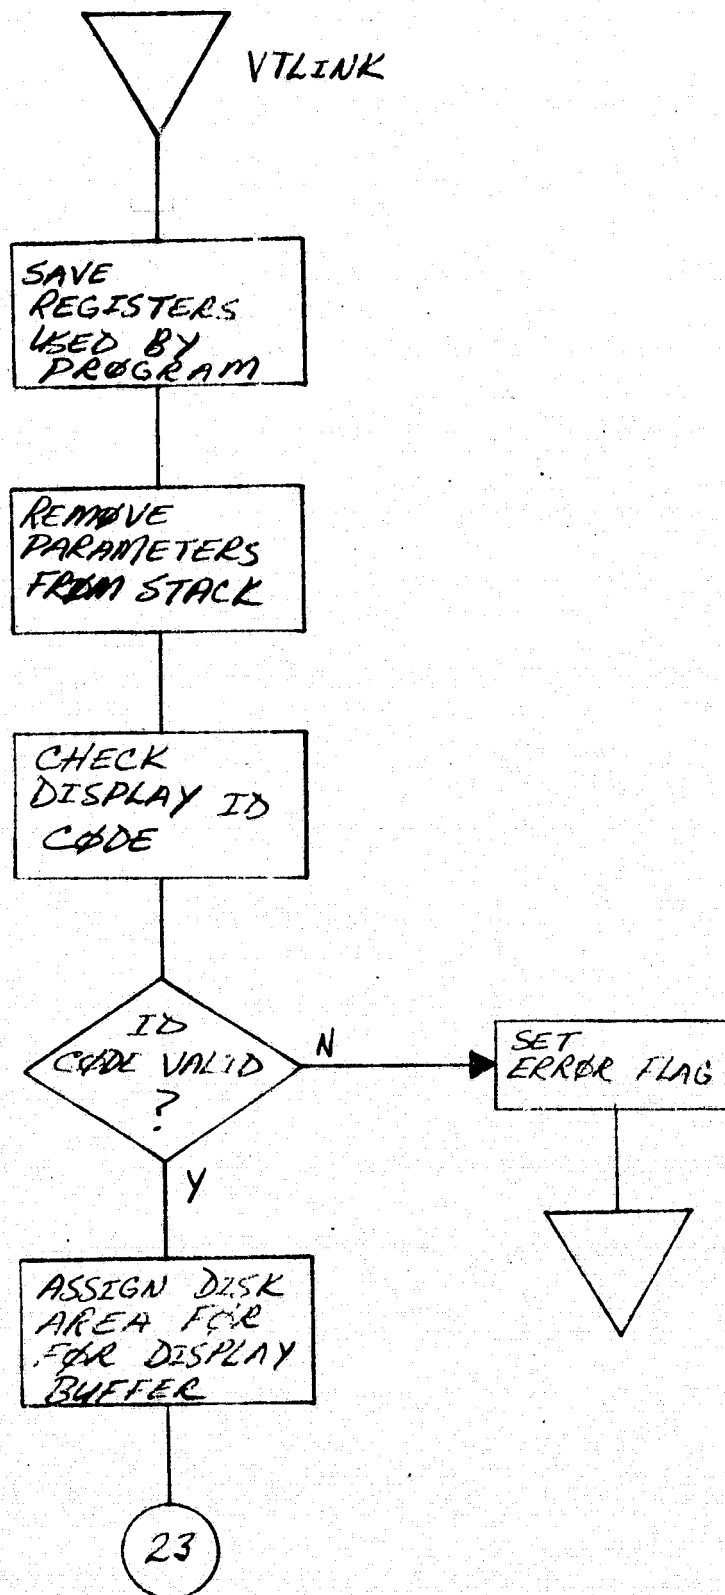 VTLINK
SAVE
REGISTERS
USED BY
PRØGRAM
REMØVE
PARAMETERS
FRØM STACK
CHECK
DISPLAY ID
CØDE
ID
CØDE VALID
?
N
SET
ERRØR FLAG
Y
ASSIGN DISK
AREA FØR
FØR DISPLAY
BUFFER
23